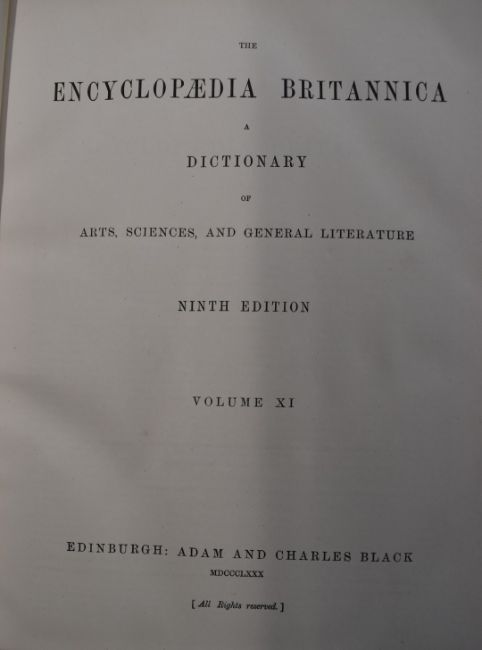 THE
ENCYCLOPÆDIA BRITANNICA
A
DICTIONARY
OF
ARTS, SCIENCES, AND GENERAL LITERATURE
NINTH EDITION
VOLUME XI
EDINBURGH: ADAM AND CHARLES BLACK
MDCCCLXXX
[ All Rights reserved. ]